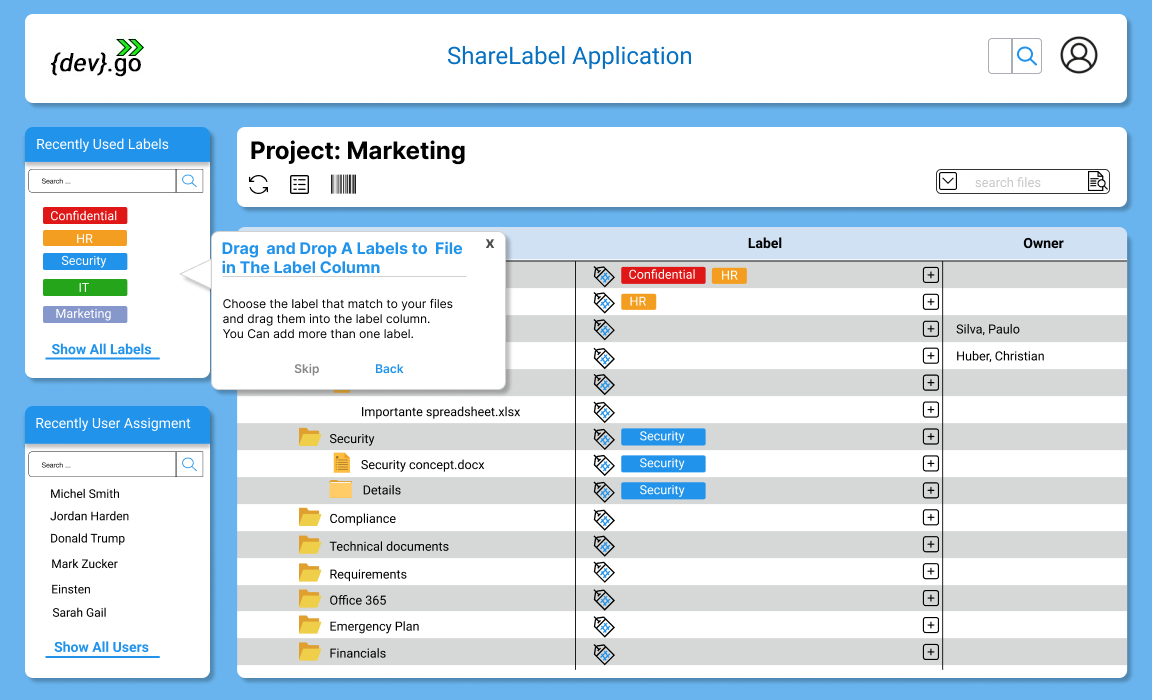 {dev}.go
ShareLabel Application
Recently Used Labels
Search ...
Confidential
HR
Security
IT
Marketing
Show All Labels
Recently User Assigment
Search ...
Michel Smith
Jordan Harden
Donald Trump
Mark Zucker
Einsten
Sarah Gail
Show All Users
Project: Marketing
search files
Drag and Drop A Labels to File
in The Label Column
X
Choose the label that match to your files
and drag them into the label column.
You Can add more than one label.
Skip Back
Label Owner
Confidential HR
HR
Silva, Paulo
Huber, Christian
Importante spreadsheet.xlsx
Security Security
Security concept.docx Security
Details Security
Compliance
Technical documents
Requirements
Office 365
Emergency Plan
Financials